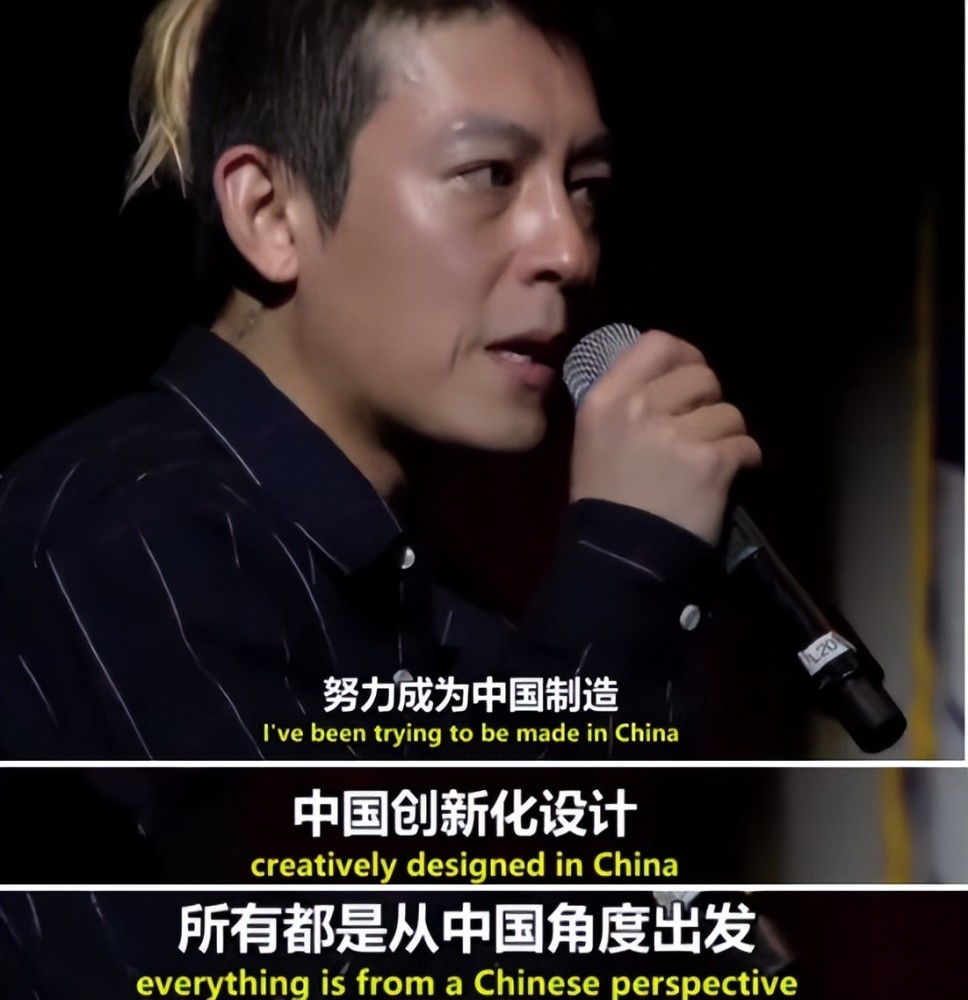 努力成为中国制造
I've been trying to be made in China
中国创新化设计
creatively designed in China
所有都是从中国角度出发
everything is from a Chinese perspective